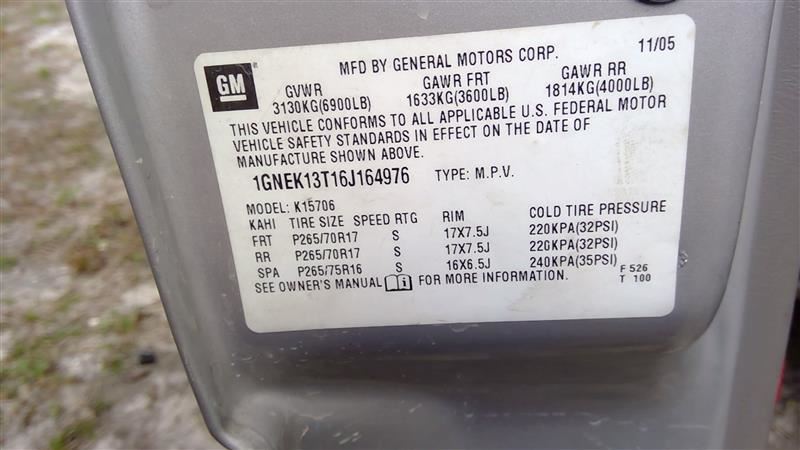 MFD BY GENERAL MOTORS CORP. 11/05
GM
GVWR GAWR FRT GAWR RR
3130KG(6900LB) 1633KG(3600LB) 1814KG(4000LB)
THIS VEHICLE CONFORMS TO ALL APPLICABLE U.S. FEDERAL MOTOR
VEHICLE SAFETY STANDARDS IN EFFECT ON THE DATE OF
MANUFACTURE SHOWN ABOVE.
1GNEK13T16J164976 TYPE: M.P.V.
MODEL: K15706
KAHI TIRE SIZE SPEED RTG RIM COLD TIRE PRESSURE
FRT P265/70R17 S 17X7.5J 220KPA(32PSI)
RR P265/70R17 S 17X7.5J 220KPA(32PSI)
SPA P265/75R16 S 16X6.5J 240KPA(35PSI)
SEE OWNER'S MANUAL FOR MORE INFORMATION.
F 526
T 100